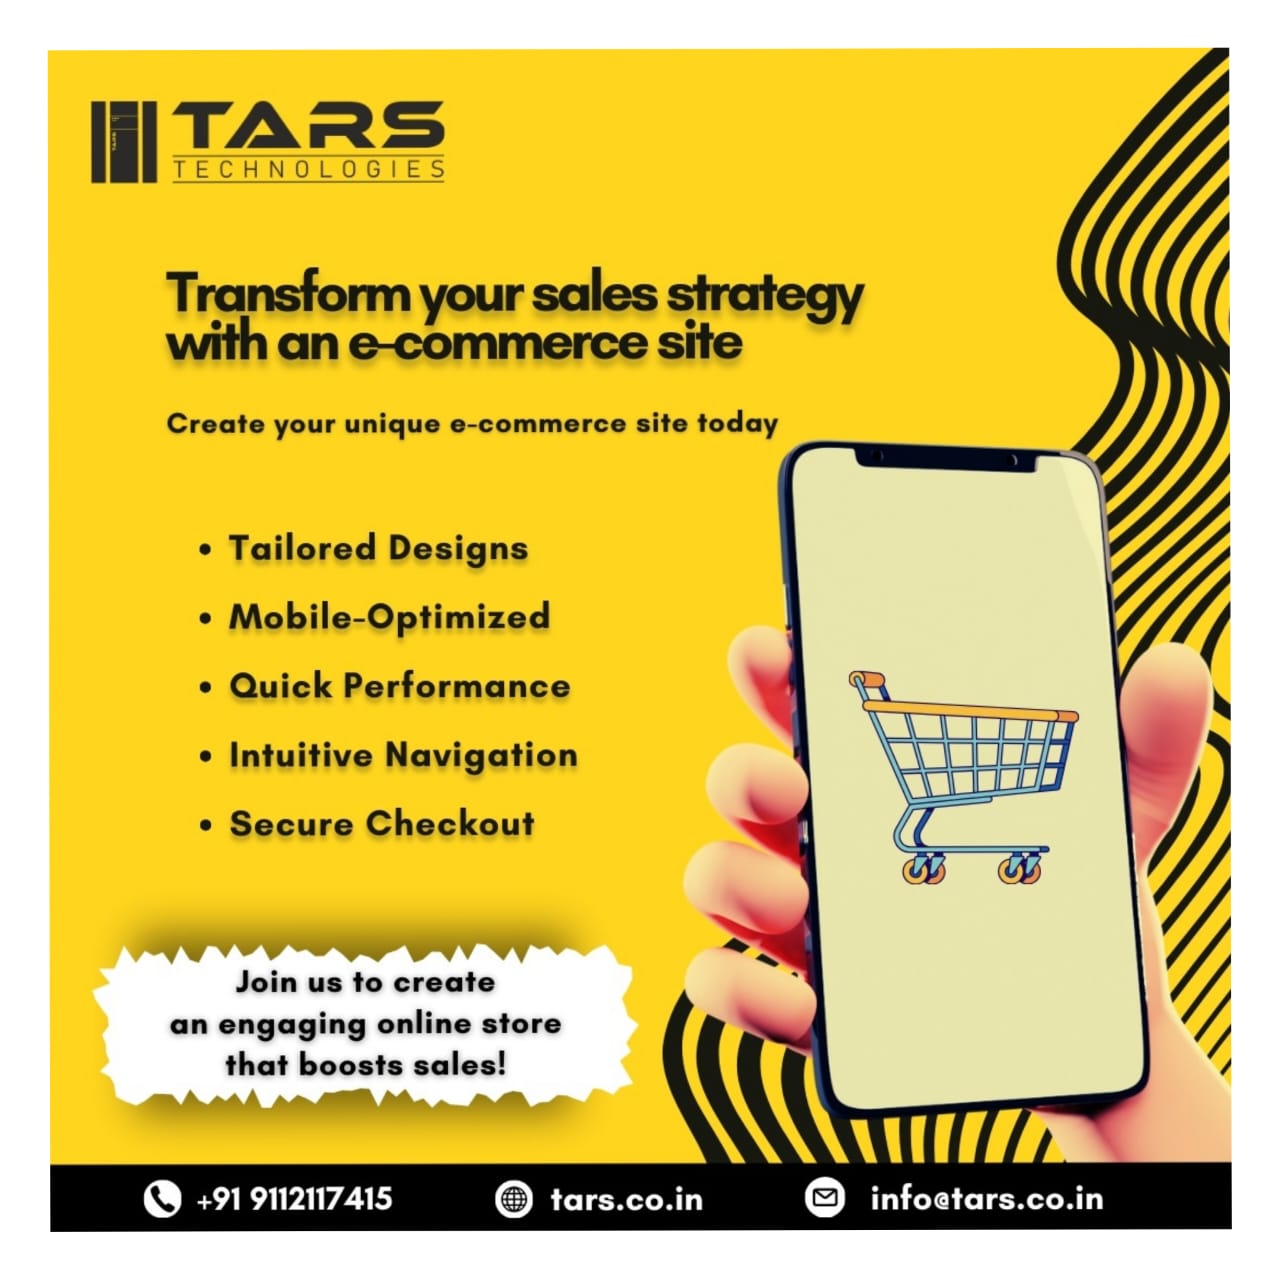 TARS
TECHNOLOGIES
Transform your sales strategy
with an e-commerce site
Create your unique e-commerce site today
• Tailored Designs
• Mobile-Optimized
• Quick Performance
• Intuitive Navigation
• Secure Checkout
Join us to create
an engaging online store
that boosts sales!
+91 9112117415
tars.co.in
info@tars.co.in